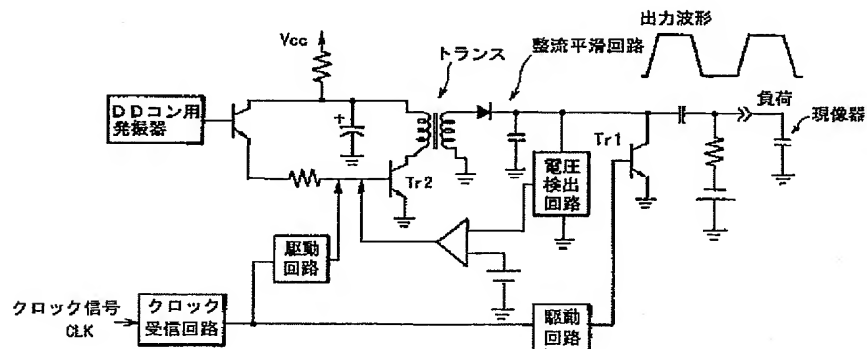 出力波形
Vcc
トランス
整流平滑回路
DDコン用
発振器
+
Tr2
電圧
検出
回路
Tr1
負荷
現像器
駆動
回路
クロック信号
CLK
クロック
受信回路
駆動
回路